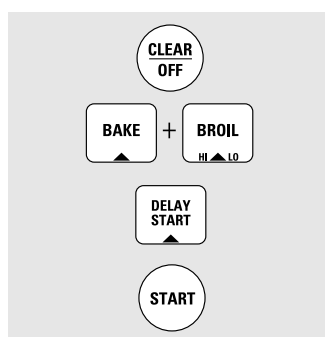 CLEAR
OFF
BAKE + BROIL
HI LO
DELAY
START
START